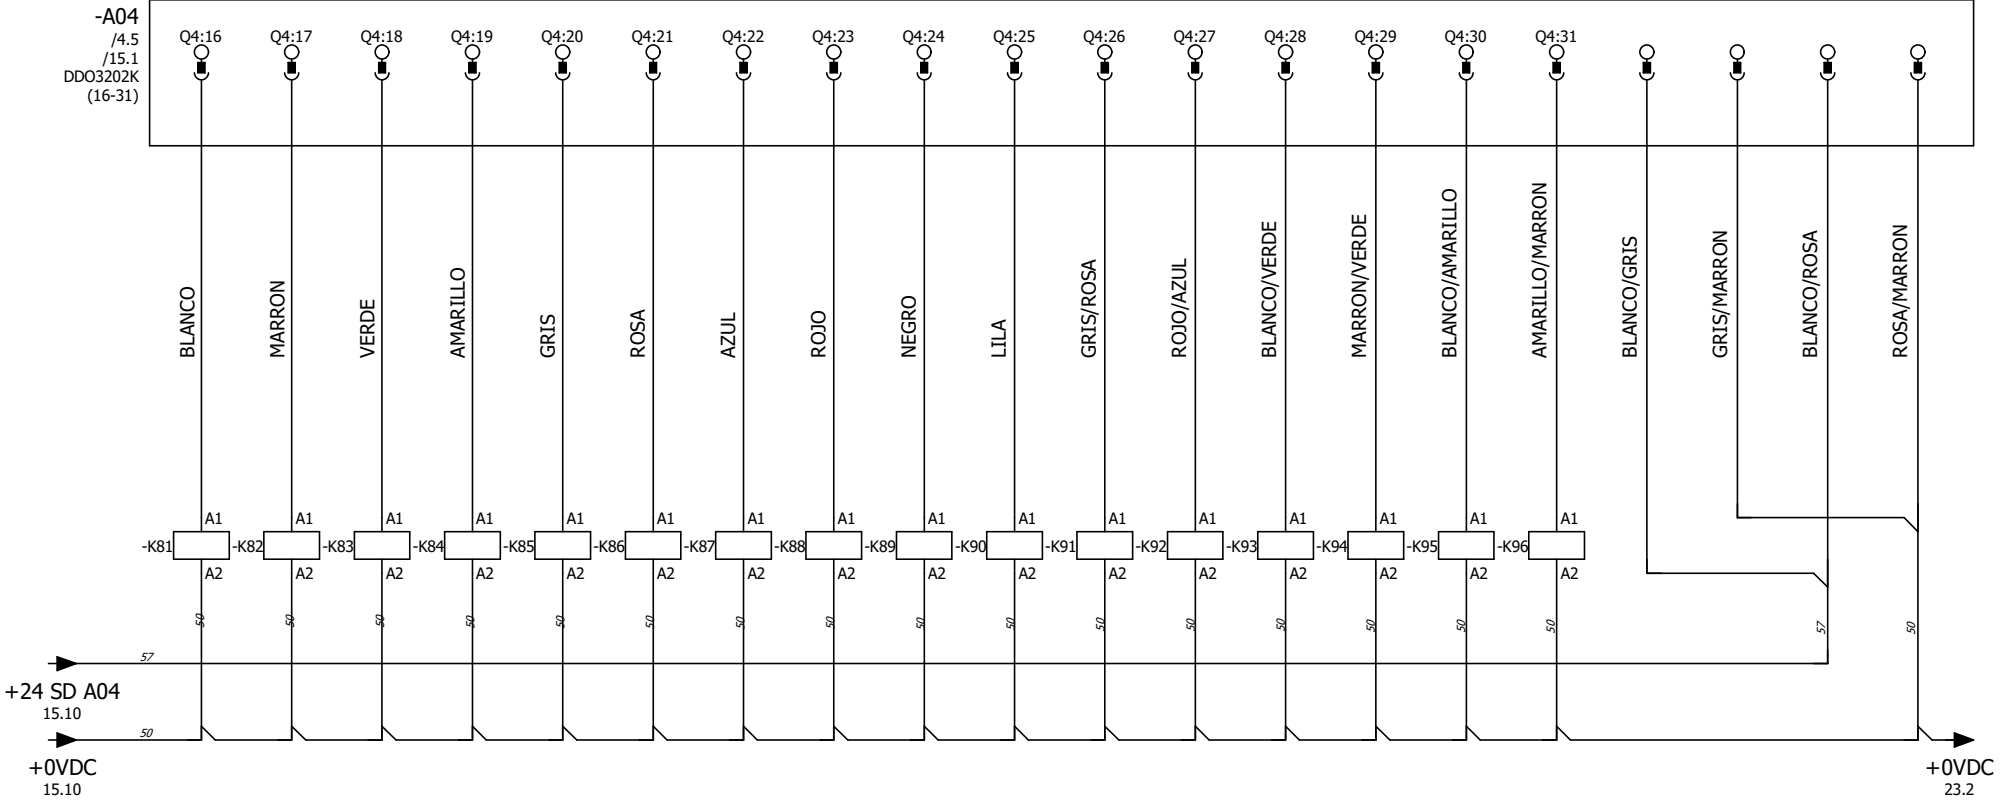 -A04
/4.5
/15.1
DDO3202K
(16-31)
Q4:16 Q4:17 Q4:18 Q4:19 Q4:20 Q4:21 Q4:22 Q4:23 Q4:24 Q4:25 Q4:26 Q4:27 Q4:28 Q4:29 Q4:30 Q4:31
BLANCO
MARRON
VERDE
AMARILLO
GRIS
ROSA
AZUL
ROJO
NEGRO
LILA
GRIS/ROSA
ROJO/AZUL
BLANCO/VERDE
MARRON/VERDE
BLANCO/AMARILLO
AMARILLO/MARRON
BLANCO/GRIS
GRIS/MARRON
BLANCO/ROSA
ROSA/MARRON
A1 A1 A1 A1 A1 A1 A1 A1 A1 A1 A1 A1 A1 A1 A1 A1
-K81 -K82 -K83 -K84 -K85 -K86 -K87 -K88 -K89 -K90 -K91 -K92 -K93 -K94 -K95 -K96
A2 A2 A2 A2 A2 A2 A2 A2 A2 A2 A2 A2 A2 A2 A2 A2
50 50 50 50 50 50 50 50 50 50 50 50 50 50 50 50 57 50
57
+24 SD A04
15.10
50
+0VDC
15.10
+0VDC
23.2